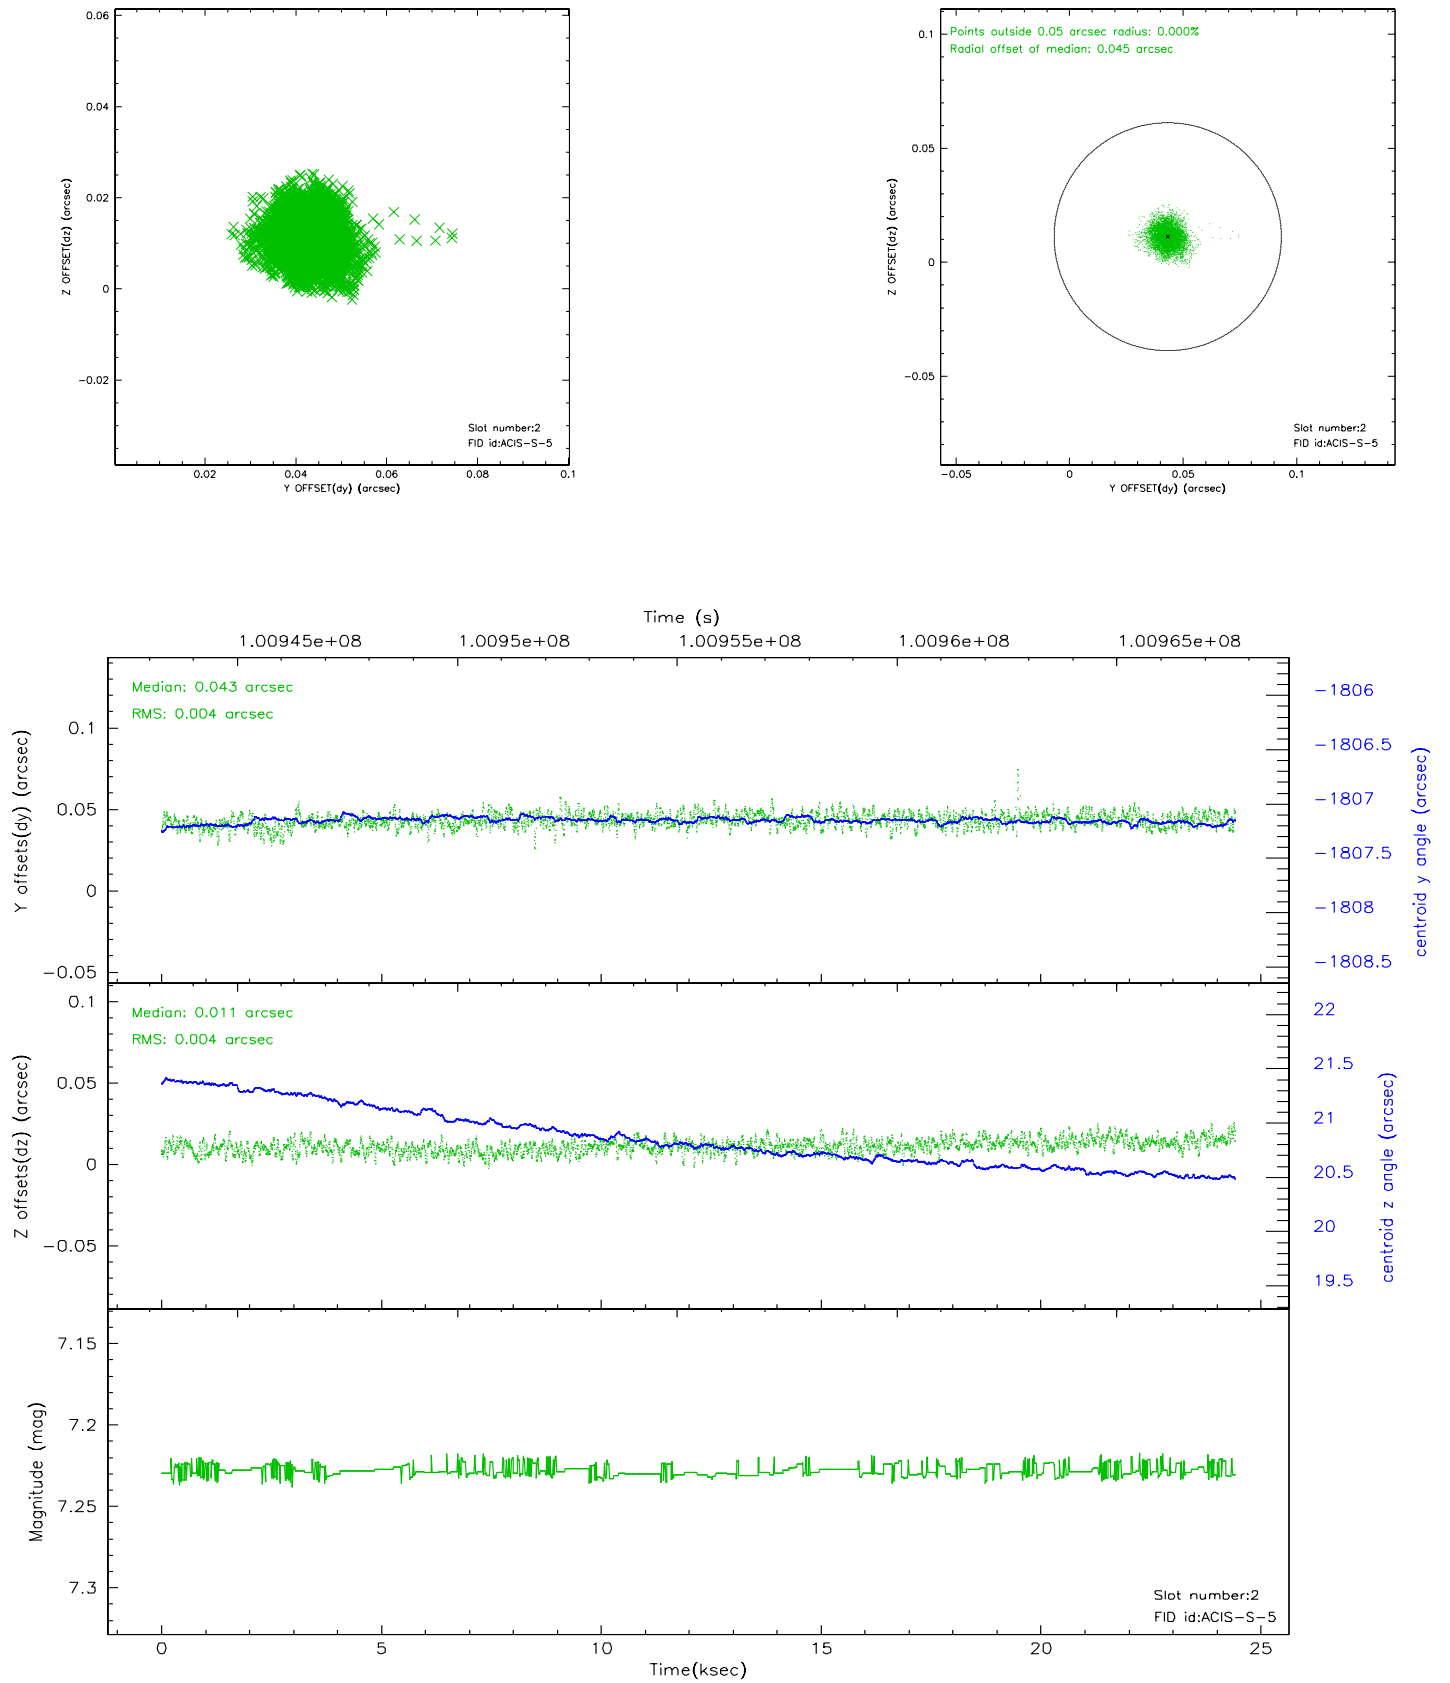 0.06
0.04
0.02
0
−0.02
Z OFFSET(dz) (arcsec)
Slot number:2
FID id:ACIS−S−5
0.02
0.04
0.06
0.08
0.1
Y OFFSET(dy) (arcsec)
Points outside 0.05 arcsec radius: 0.000%
Radial offset of median: 0.045 arcsec
0.1
0.05
0
−0.05
Z OFFSET(dz) (arcsec)
Slot number:2
FID id:ACIS−S−5
−0.05
0
0.05
0.1
Y OFFSET(dy) (arcsec)
Time (s)
1.00945e+08
1.0095e+08
1.00955e+08
1.0096e+08
1.00965e+08
Median: 0.043 arcsec
RMS: 0.004 arcsec
0.1
0.05
0
−0.05
Y offsets(dy) (arcsec)
−1806
−1806.5
−1807
−1807.5
−1808
−1808.5
centroid y angle (arcsec)
Median: 0.011 arcsec
RMS: 0.004 arcsec
0.1
0.05
0
−0.05
Z offsets(dz) (arcsec)
22
21.5
21
20.5
20
19.5
centroid z angle (arcsec)
7.15
7.2
7.25
7.3
Magnitude (mag)
Slot number:2
FID id:ACIS−S−5
0
5
10
15
20
25
Time(ksec)